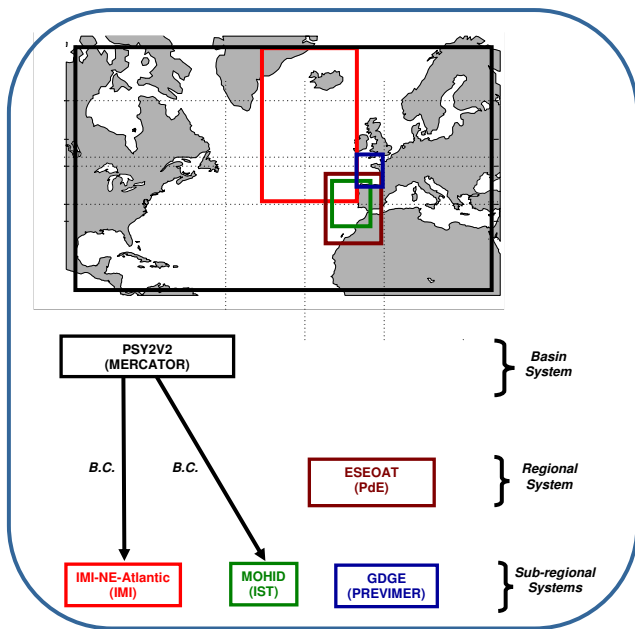 PSY2V2
(MERCATOR)
Basin
System
B.C.
B.C.
ESEOAT
(PdE)
Regional
System
IMI-NE-Atlantic
(IMI)
MOHID
(IST)
GDGE
(PREVIMER)
Sub-regional
Systems